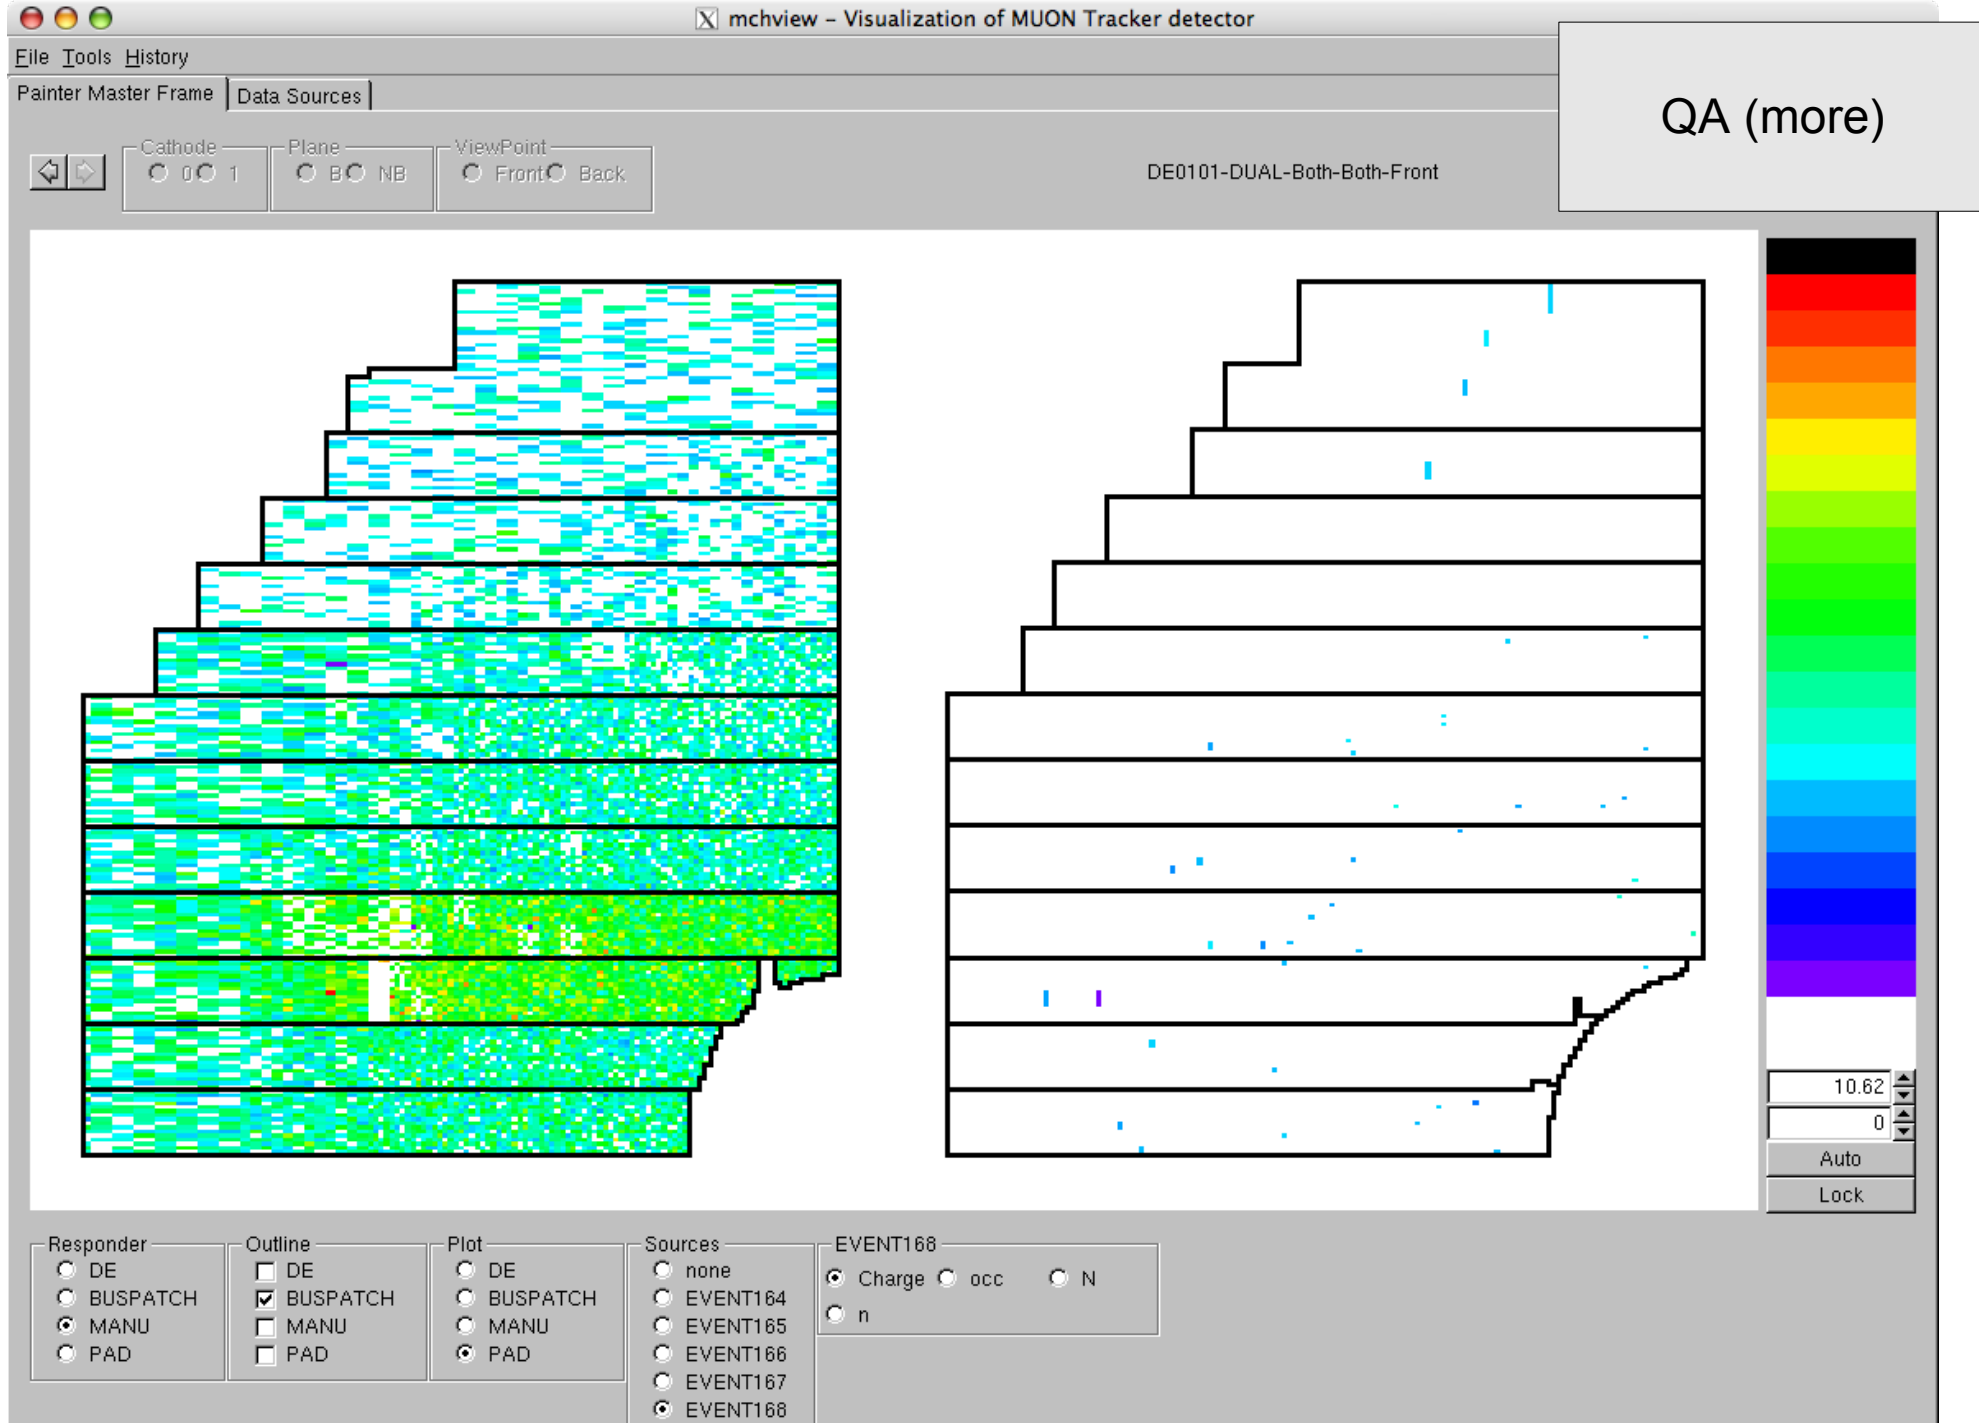 mchview – Visualization of MUON Tracker detector
File Tools History
QA (more)
Painter Master Frame Data Sources
Cathode Plane ViewPoint
0 1 B NB Front Back
DE0101-DUAL-Both-Both-Front
10.62
0
Auto
Lock
Responder Outline Plot Sources EVENT168
DE DE DE none Charge occ N
BUSPATCH BUSPATCH BUSPATCH EVENT164 n
MANU MANU MANU EVENT165
PAD PAD PAD EVENT166
EVENT167
EVENT168